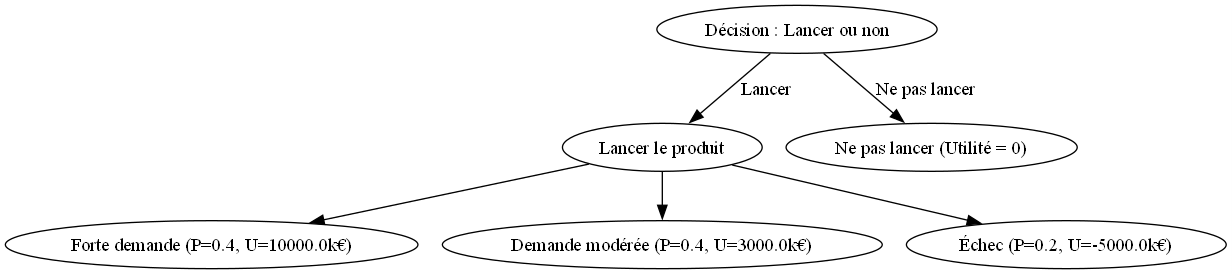 Décision : Lancer ou non
Lancer
Ne pas lancer
Lancer le produit
Ne pas lancer (Utilité = 0)
Forte demande (P=0.4, U=10000.0k€)
Demande modérée (P=0.4, U=3000.0k€)
Échec (P=0.2, U=-5000.0k€)